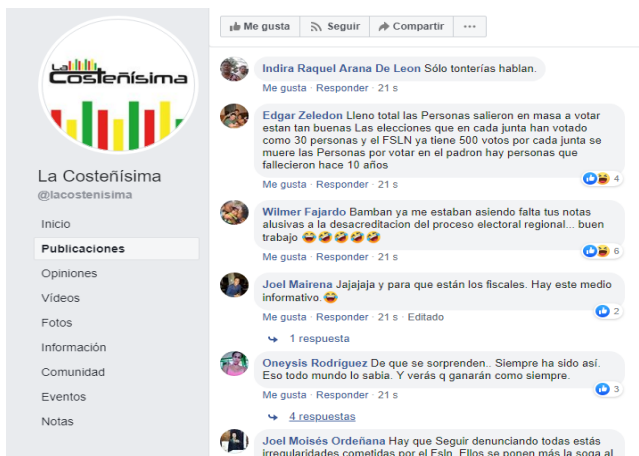 La
Costeñísima
La Costeñísima
@lacostenisima
Inicio
Publicaciones
Opiniones
Vídeos
Fotos
Información
Comunidad
Eventos
Notas
Me gusta Seguir Compartir ...
Indira Raquel Arana De Leon Sólo tonterías hablan.
Me gusta · Responder · 21 s
Edgar Zeledon Lleno total las Personas salieron en masa a votar
estan tan buenas Las elecciones que en cada junta han votado
como 30 personas y el FSLN ya tiene 500 votos por cada junta se
muere las Personas por votar en el padron hay personas que
fallecieron hace 10 años
Me gusta · Responder · 21 s
4
Wilmer Fajardo Bamban ya me estaban asiendo falta tus notas
alusivas a la desacreditacion del proceso electoral regional... buen
trabajo 😂🤣🤣🤣🤣
Me gusta · Responder · 21 s
6
Joel Mairena Jajajaja y para que están los fiscales. Hay este medio
informativo.😂
Me gusta · Responder · 21 s · Editado
2
1 respuesta
Oneysis Rodríguez De que se sorprenden.. Siempre ha sido así.
Eso todo mundo lo sabia. Y verás q ganarán como siempre.
Me gusta · Responder · 21 s
3
4 respuestas
Joel Moisés Ordeñana Hay que Seguir denunciando todas estás
irregularidades cometidas por el Fsln. Ellos se ponen más la soga al